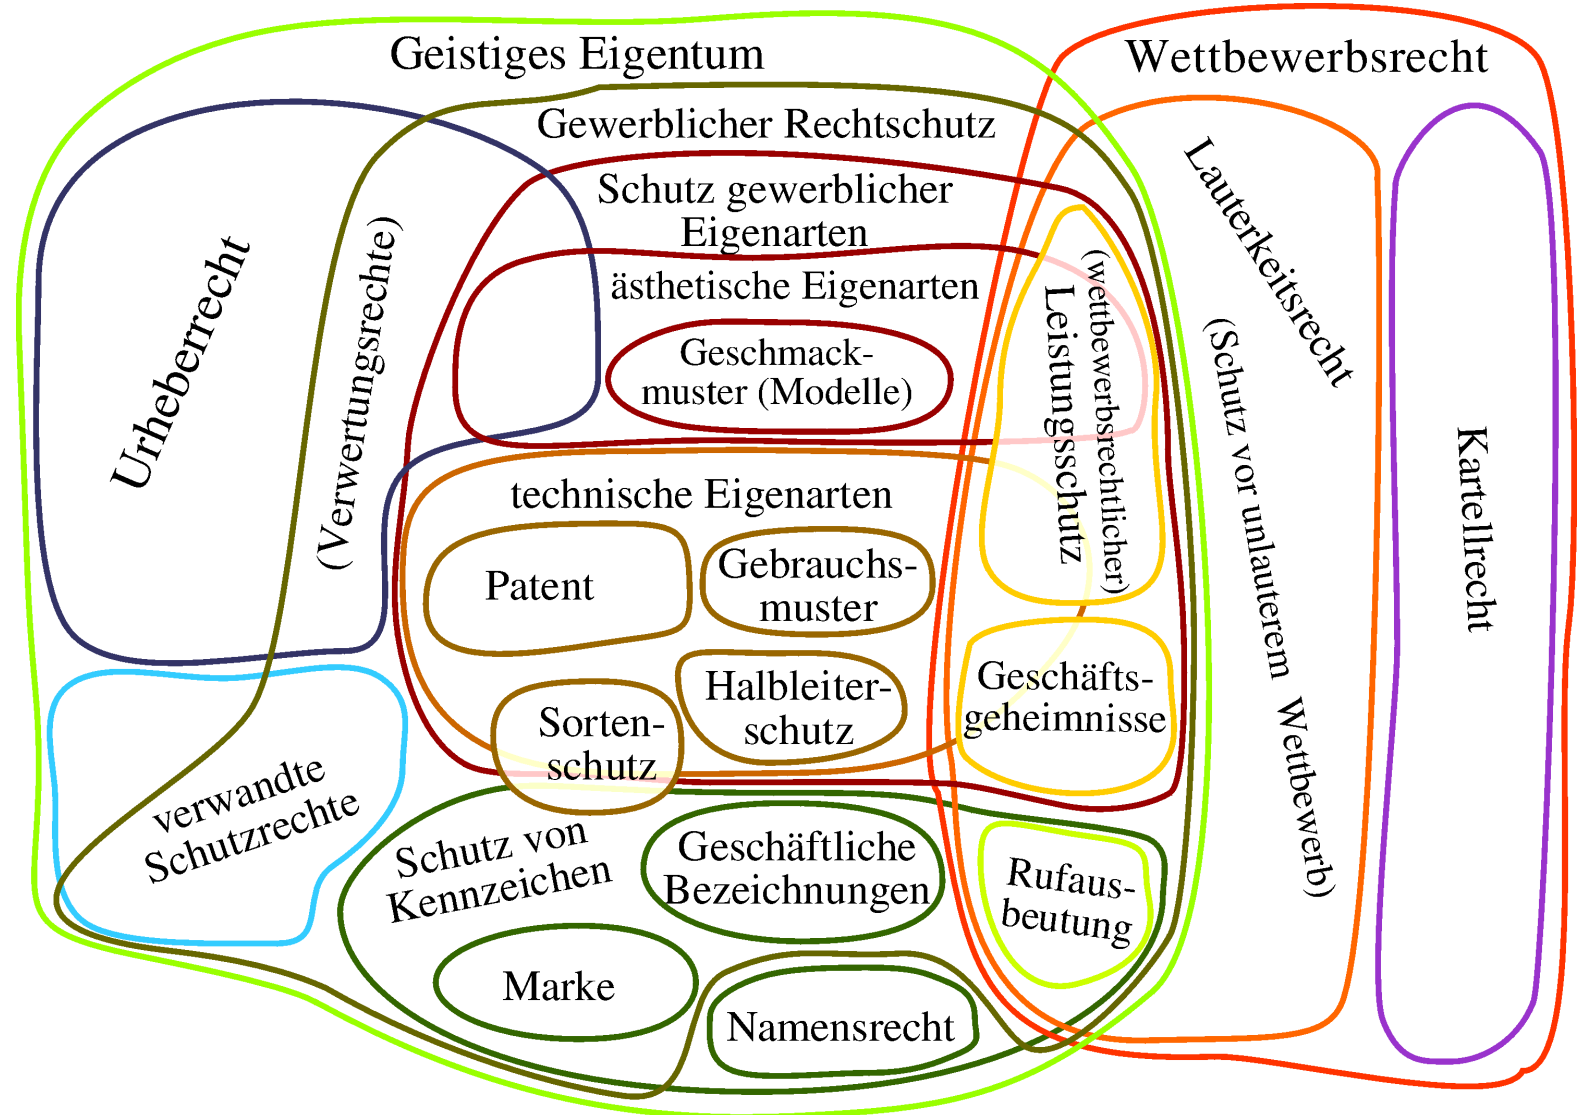 Geistiges Eigentum
Wettbewerbsrecht
Gewerblicher Rechtschutz
Schutz gewerblicher
Eigenarten
ästhetische Eigenarten
Geschmack-
muster (Modelle)
Urheberrecht
(Verwertungsrechte)
technische Eigenarten
Patent
Gebrauchs-
muster
Halbleiter-
schutz
Sorten-
schutz
(wettbewerbsrechtlicher)
Leistungsschutz
Geschäfts-
geheimnisse
Lauterkeitsrecht
(Schutz vor unlauterem Wettbewerb)
Kartellrecht
verwandte
Schutzrechte
Schutz von
Kennzeichen
Geschäftliche
Bezeichnungen
Rufaus-
beutung
Marke
Namensrecht